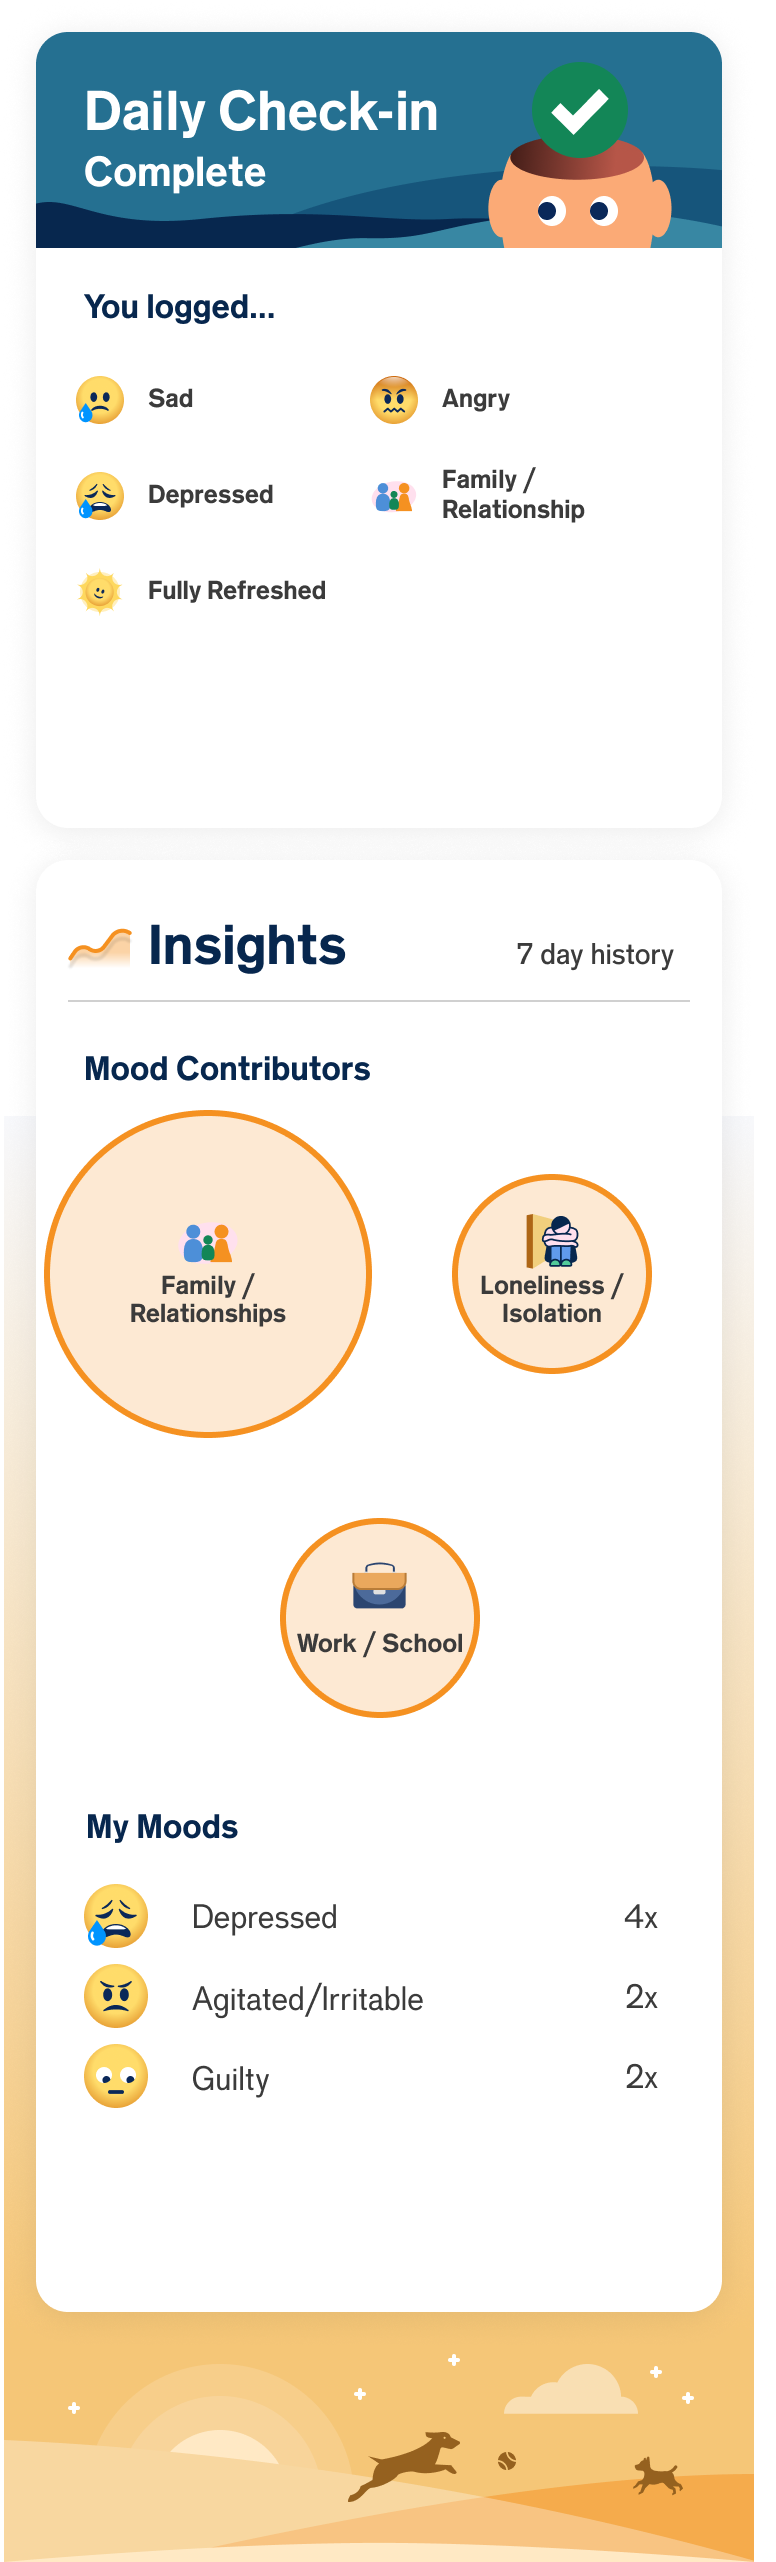 Daily Check-in
Complete
You logged...
Sad
Angry
Depressed
Family /
Relationship
Fully Refreshed
Insights
7 day history
Mood Contributors
Family /
Relationships
Loneliness /
Isolation
Work / School
My Moods
Depressed 4x
Agitated/Irritable 2x
Guilty 2x